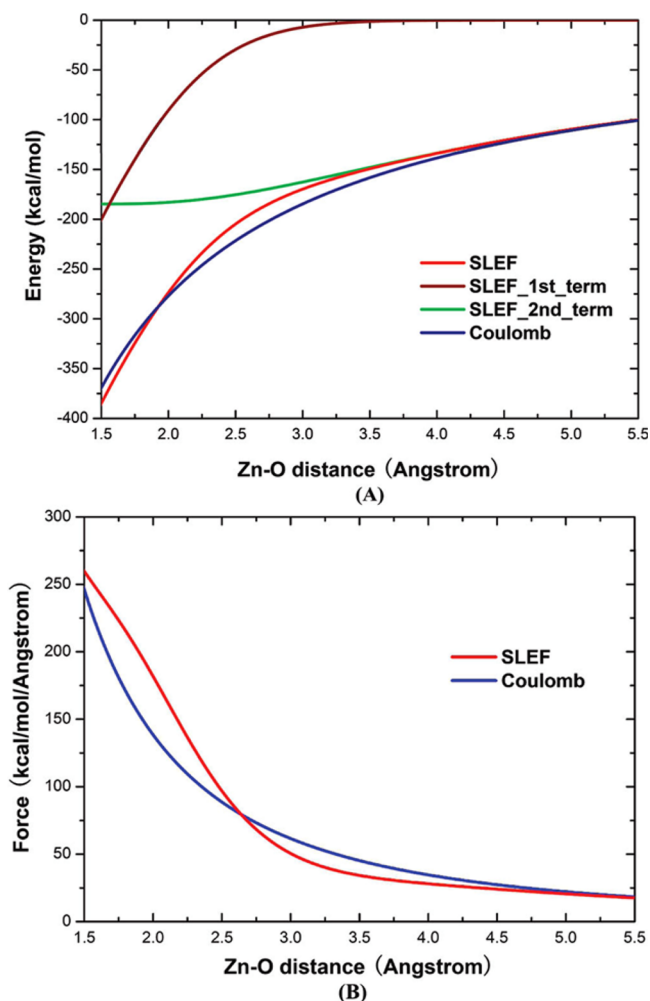 0
-50
-100
-150
-200
-250
-300
-350
-400
Energy (kcal/mol)
SLEF
SLEF_1st_term
SLEF_2nd_term
Coulomb
1.5 2.0 2.5 3.0 3.5 4.0 4.5 5.0 5.5
Zn-O distance (Angstrom)
(A)
300
250
200
150
100
50
0
Force (kcal/mol/Angstrom)
SLEF
Coulomb
1.5 2.0 2.5 3.0 3.5 4.0 4.5 5.0 5.5
Zn-O distance (Angstrom)
(B)